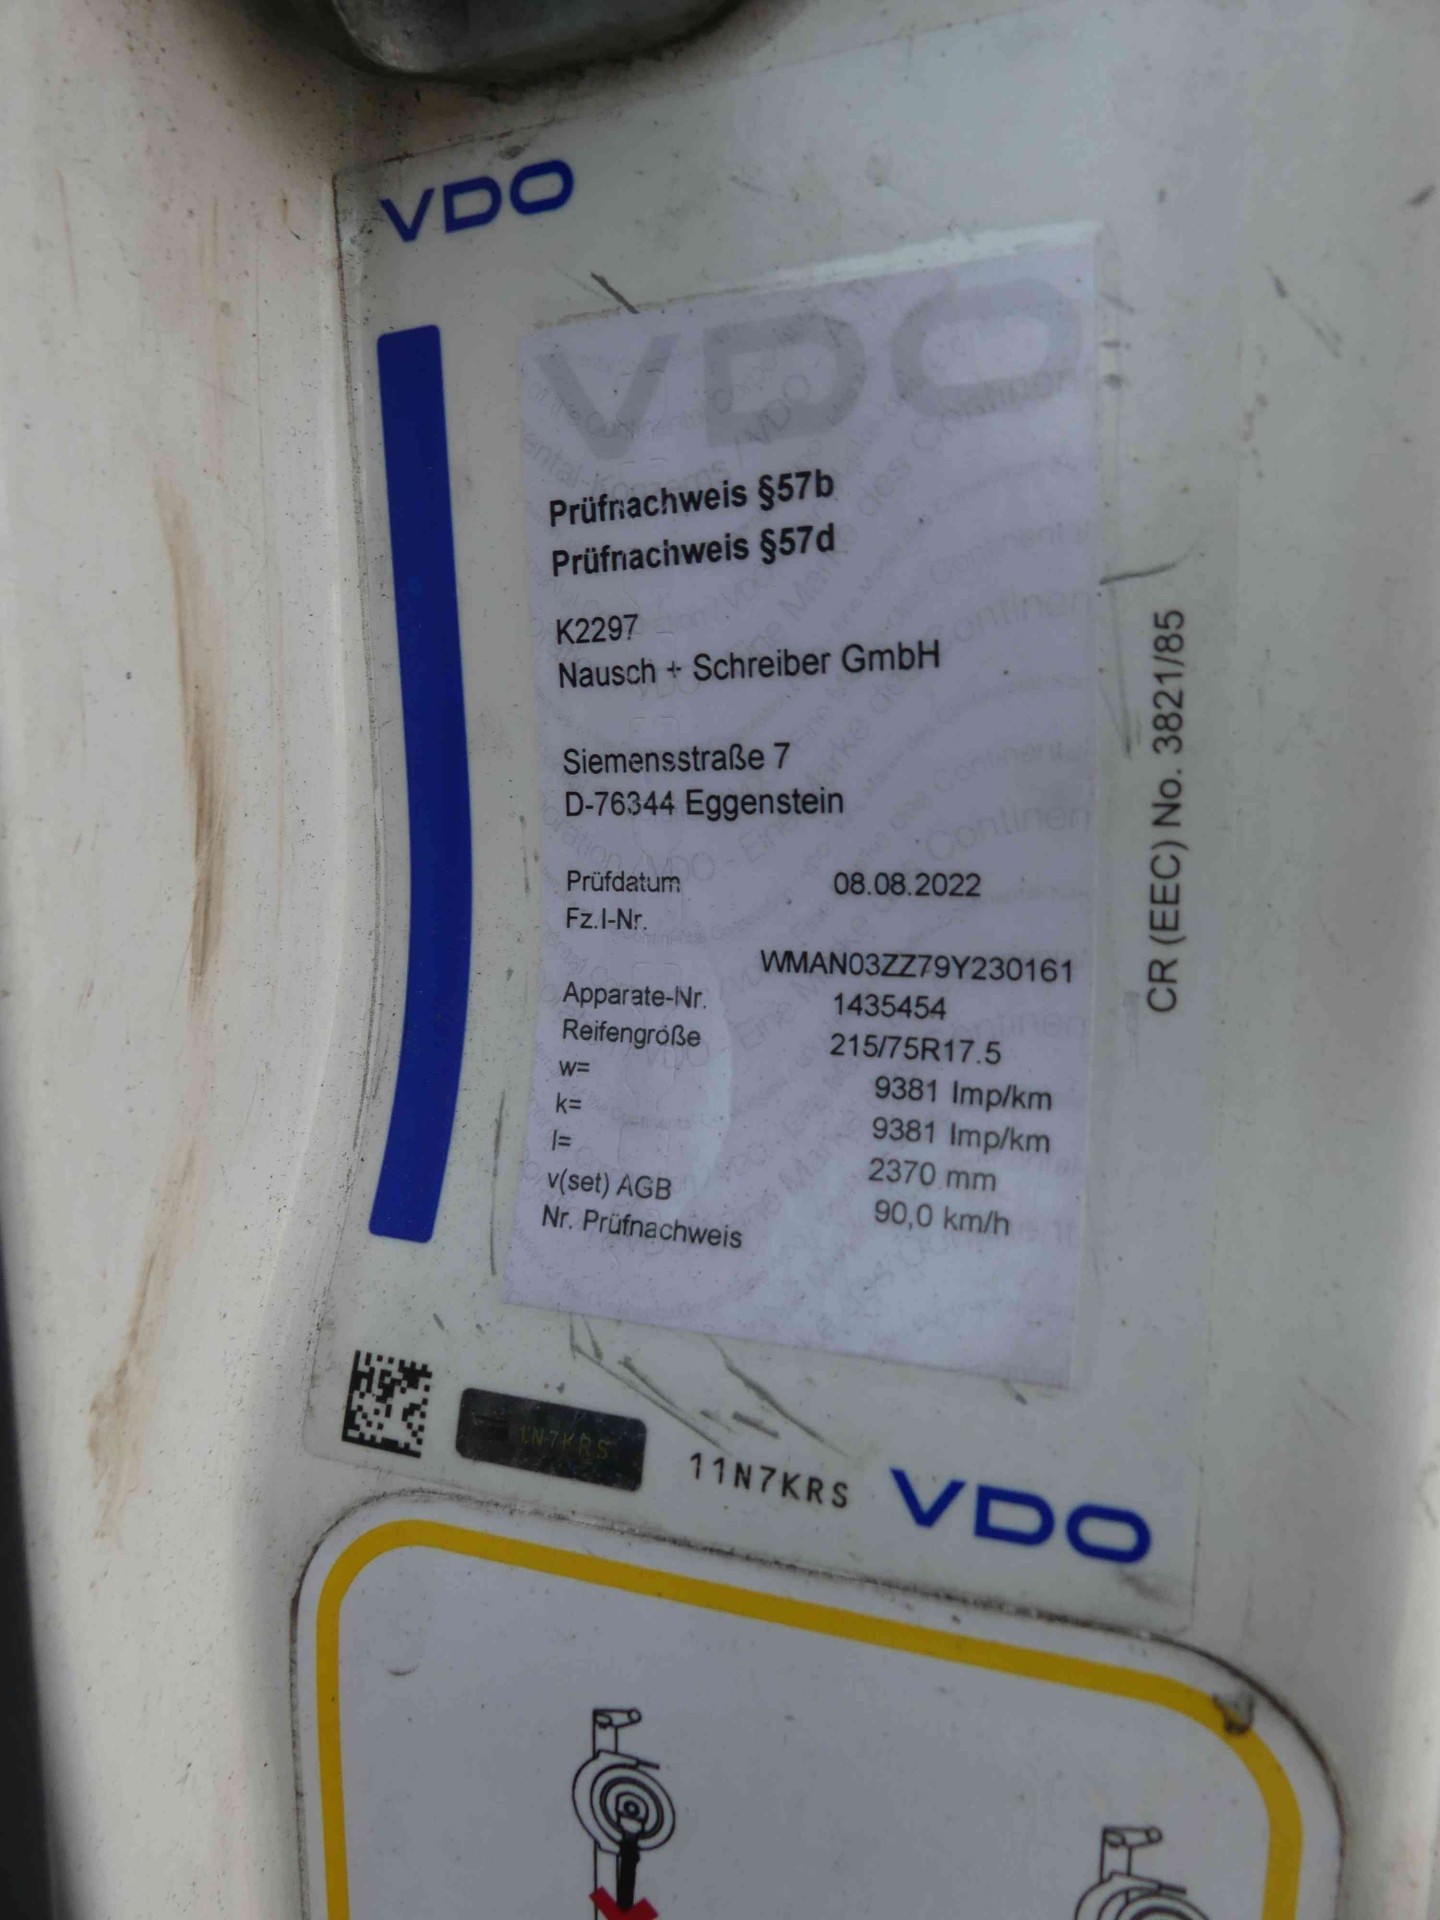 VDO
VDO
Prüfnachweis §57b
Prüfnachweis §57d
K2297
Nausch + Schreiber GmbH
Siemensstraße 7
D-76344 Eggenstein
Prüfdatum 08.08.2022
Fz.I-Nr.
WMAN03ZZ79Y230161
Apparate-Nr. 1435454
Reifengröße 215/75R17.5
w= 9381 Imp/km
k= 9381 Imp/km
l= 2370 mm
v(set) AGB 90,0 km/h
Nr. Prüfnachweis
CR (EEC) No. 3821/85
11N7KRS
VDO